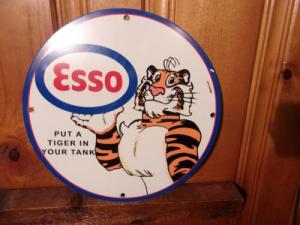 Esso
PUT A
TIGER IN
YOUR TANK